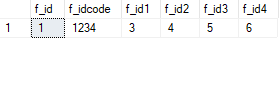 f_id f_idcode f_id1 f_id2 f_id3 f_id4
1 1 1234 3 4 5 6